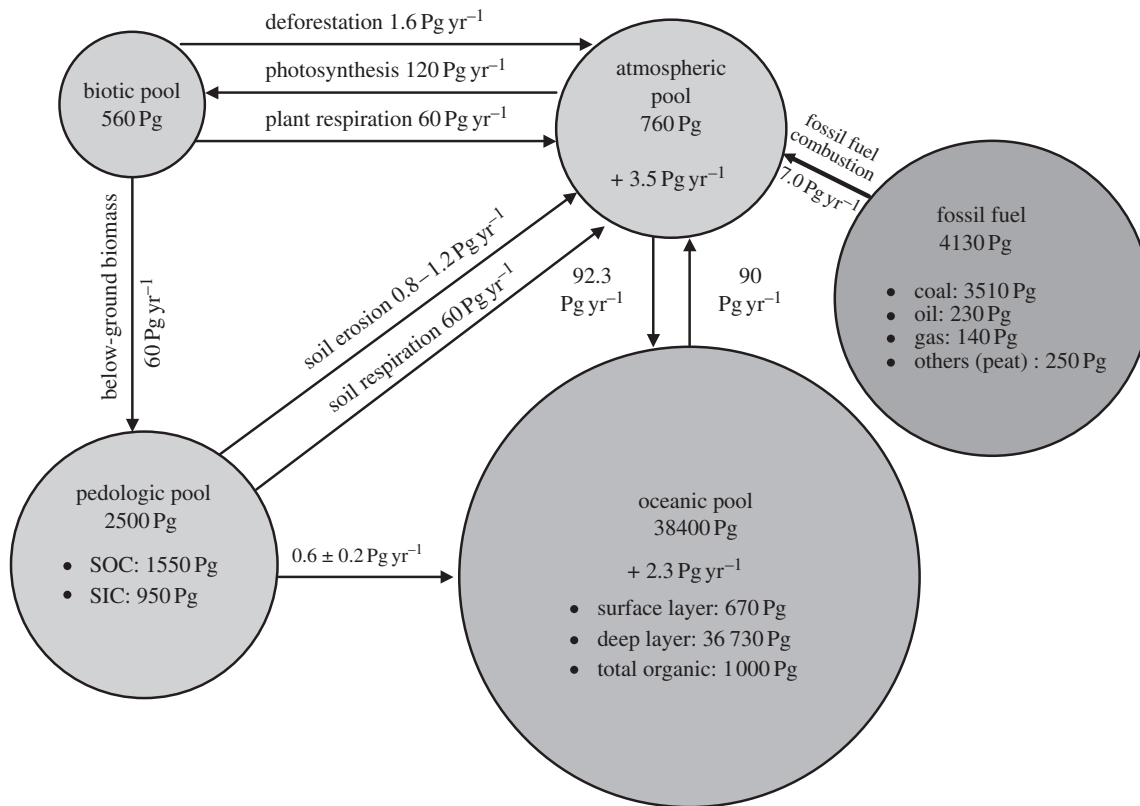 deforestation 1.6 Pg yr⁻¹
photosynthesis 120 Pg yr⁻¹
plant respiration 60 Pg yr⁻¹
biotic pool
560 Pg
atmospheric
pool
760 Pg
+ 3.5 Pg yr⁻¹
fossil fuel
combustion
7.0 Pg yr⁻¹
fossil fuel
4130 Pg
• coal: 3510 Pg
• oil: 230 Pg
• gas: 140 Pg
• others (peat) : 250 Pg
below-ground biomass
60 Pg yr⁻¹
soil erosion 0.8–1.2 Pg yr⁻¹
soil respiration 60 Pg yr⁻¹
92.3
Pg yr⁻¹
90
Pg yr⁻¹
pedologic pool
2500 Pg
• SOC: 1550 Pg
• SIC: 950 Pg
0.6 ± 0.2 Pg yr⁻¹
oceanic pool
38400 Pg
+ 2.3 Pg yr⁻¹
• surface layer: 670 Pg
• deep layer: 36 730 Pg
• total organic: 1000 Pg